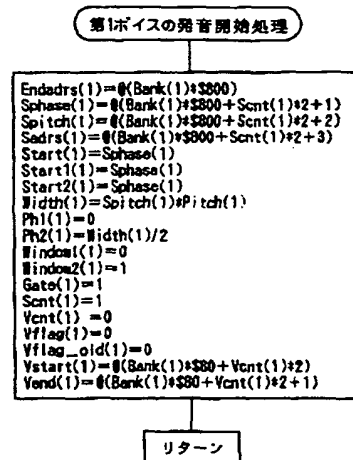 第1ボイスの発音開始処理
Endadrs(1)=@(Bank(1)*$800)
Sphase(1)=@(Bank(1)*$800+Scnt(1)*2+1)
Spitch(1)=@(Bank(1)*$800+Scnt(1)*2+2)
Sadrs(1)=@(Bank(1)*$800+Scnt(1)*2+3)
Start(1)=Sphase(1)
Start1(1)=Sphase(1)
Start2(1)=Sphase(1)
Width(1)=Spitch(1)*Pitch(1)
Ph1(1)=0
Ph2(1)=Width(1)/2
Window1(1)=0
Window2(1)=1
Gate(1)=1
Scnt(1)=1
Vcnt(1) =0
Vflag(1)=0
Vflag_old(1)=0
Vstart(1)=@(Bank(1)*$80+Vcnt(1)*2)
Vend(1)=@(Bank(1)*$80+Vcnt(1)*2+1)
リターン